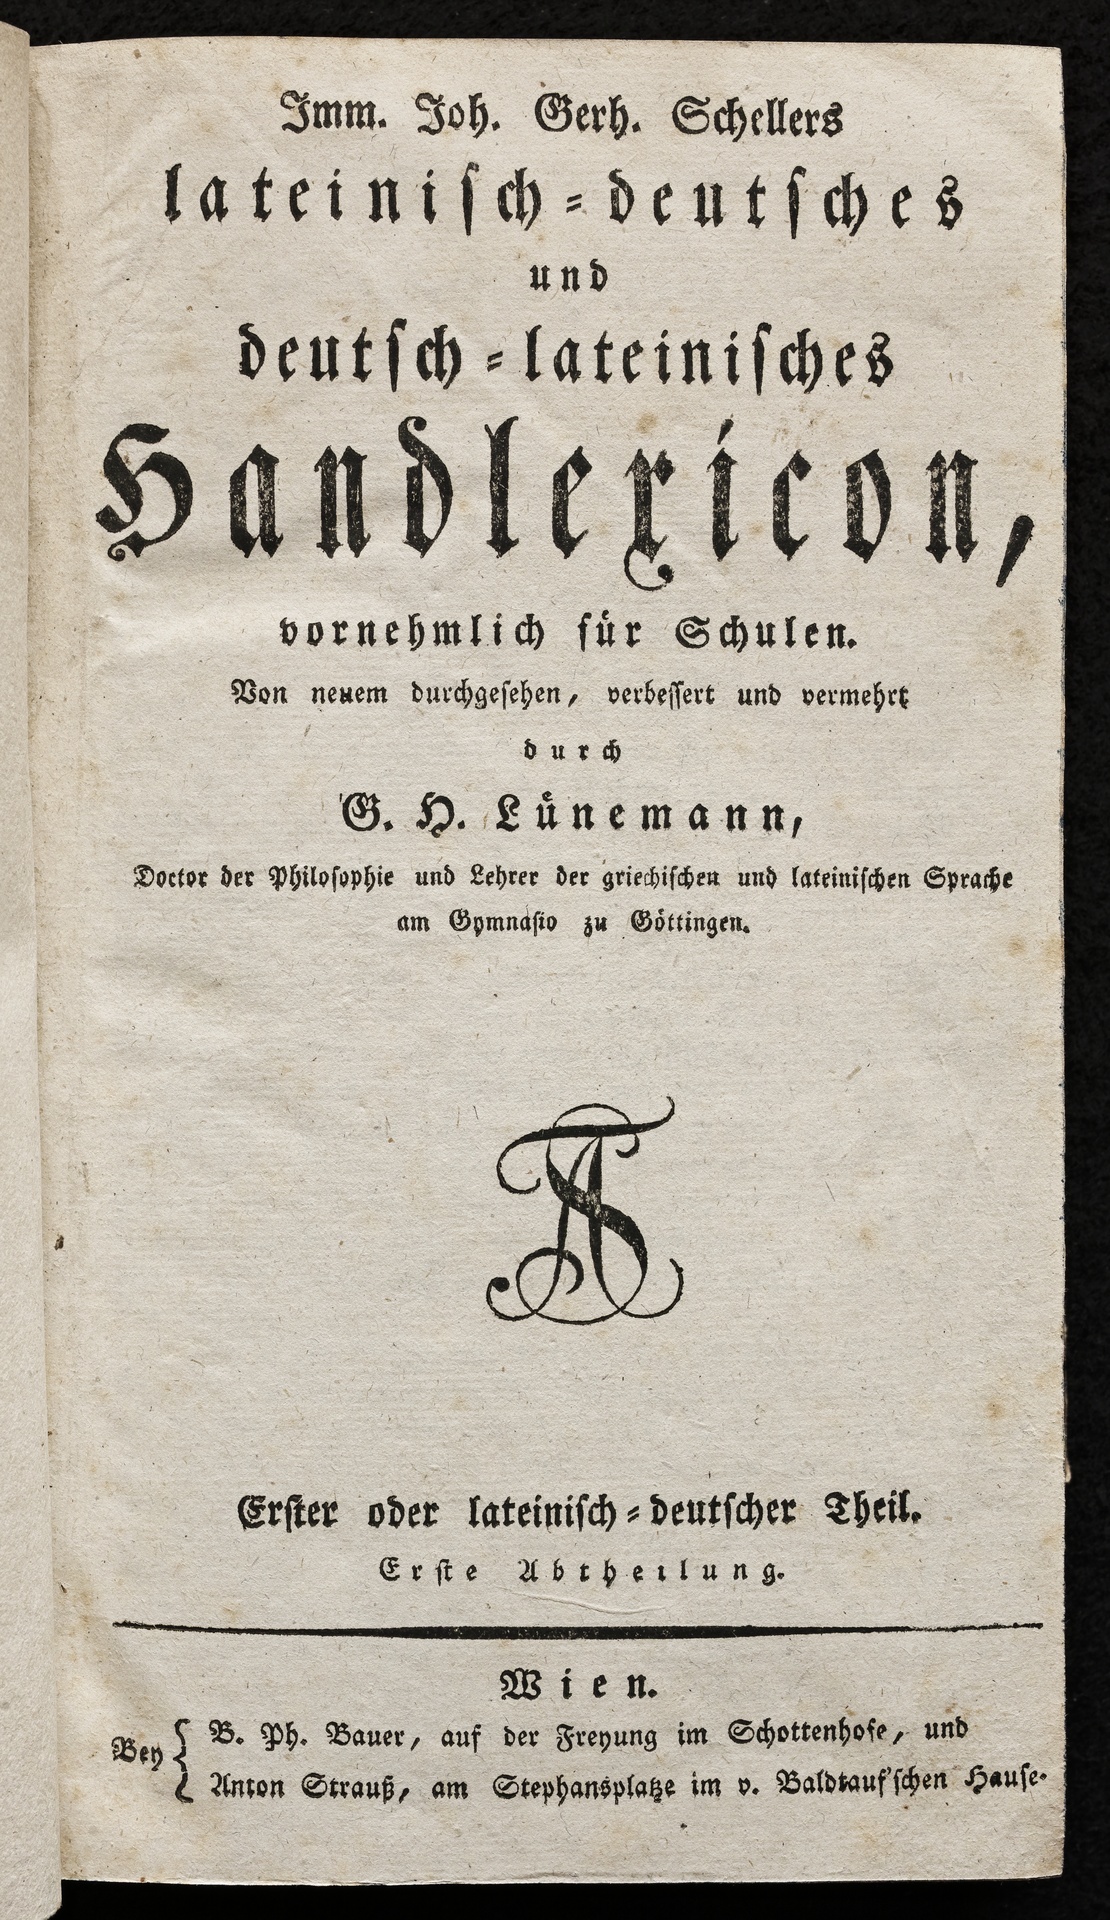 Imm. Joh. Gerh. Schellers
lateinisch-deutsches
und
deutsch-lateinisches
Handlexicon,
vornehmlich für Schulen.
Von neuem durchgesehen, verbessert und vermehrt
durch
G. H. Lünemann,
Doctor der Philosophie und Lehrer der griechischen und lateinischen Sprache
am Gymnasio zu Göttingen.
AS
Erster oder lateinisch-deutscher Theil.
Erste Abtheilung.
Wien.
Bey { B. Ph. Bauer, auf der Freyung im Schottenhofe, und
Anton Strauß, am Stephansplatze im v. Baldtauf'schen Hause.